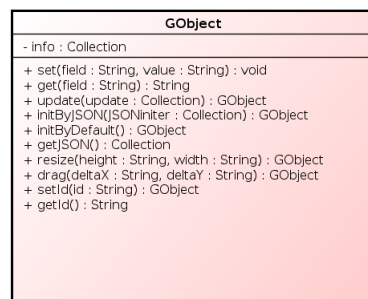 GObject
- info : Collection
+ set(field : String, value : String) : void
+ get(field : String) : String
+ update(update : Collection) : GObject
+ initByJSON(JSONiniter : Collection) : GObject
+ initByDefault() : GObject
+ getJSON() : Collection
+ resize(height : String, width : String) : GObject
+ drag(deltaX : String, deltaY : String) : GObject
+ setId(id : String) : GObject
+ getId() : String